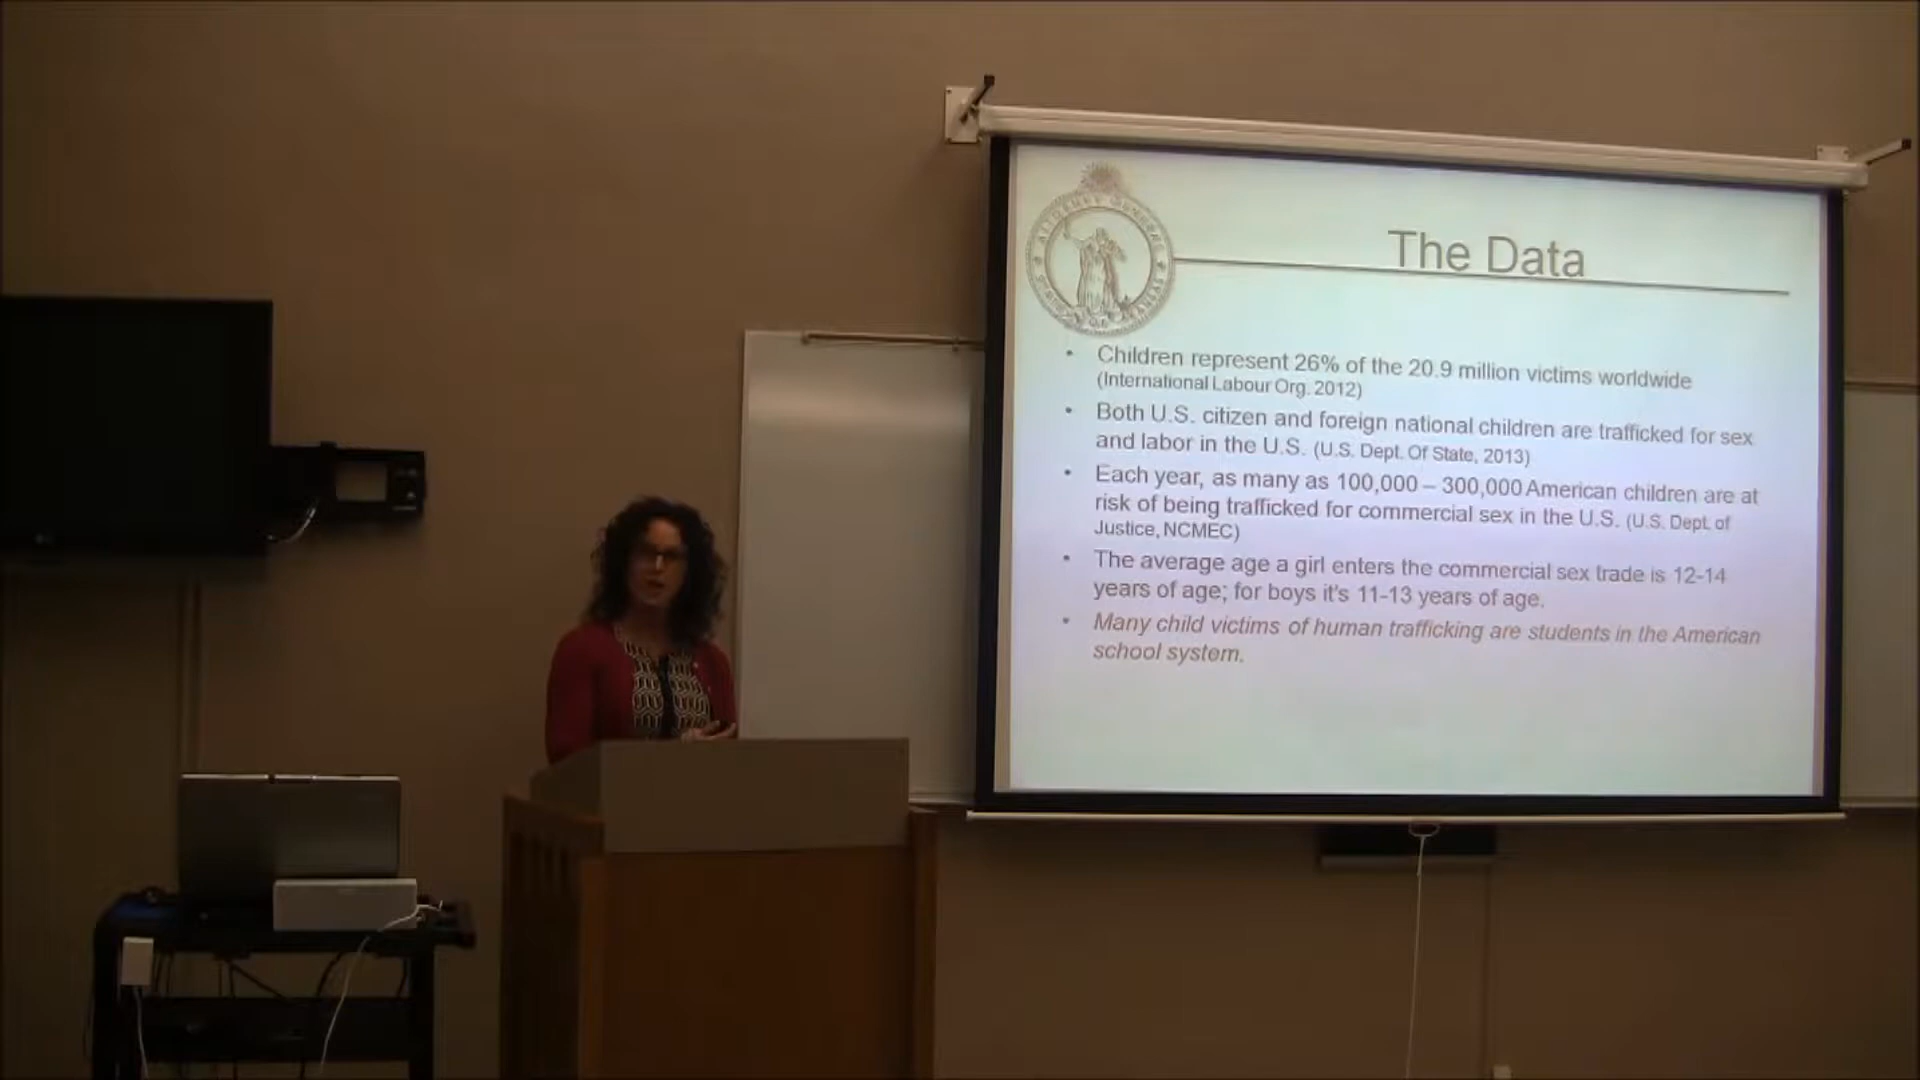 ATTORNEY GENERAL
The Data
• Children represent 26% of the 20.9 million victims worldwide
(International Labour Org. 2012)
• Both U.S. citizen and foreign national children are trafficked for sex
and labor in the U.S. (U.S. Dept. Of State, 2013)
• Each year, as many as 100,000 – 300,000 American children are at
risk of being trafficked for commercial sex in the U.S. (U.S. Dept. of
Justice, NCMEC)
• The average age a girl enters the commercial sex trade is 12-14
years of age; for boys it's 11-13 years of age.
• Many child victims of human trafficking are students in the American
school system.